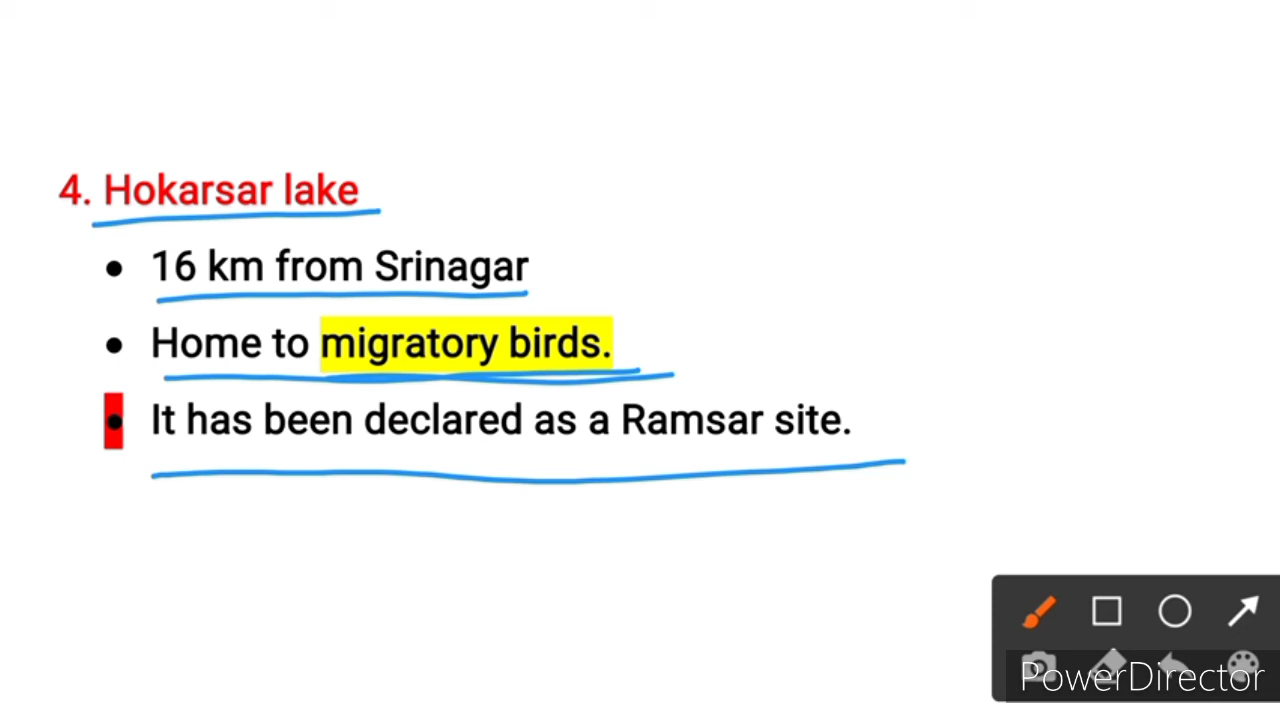 4. Hokarsar lake
• 16 km from Srinagar
• Home to migratory birds.
• It has been declared as a Ramsar site.
PowerDirector